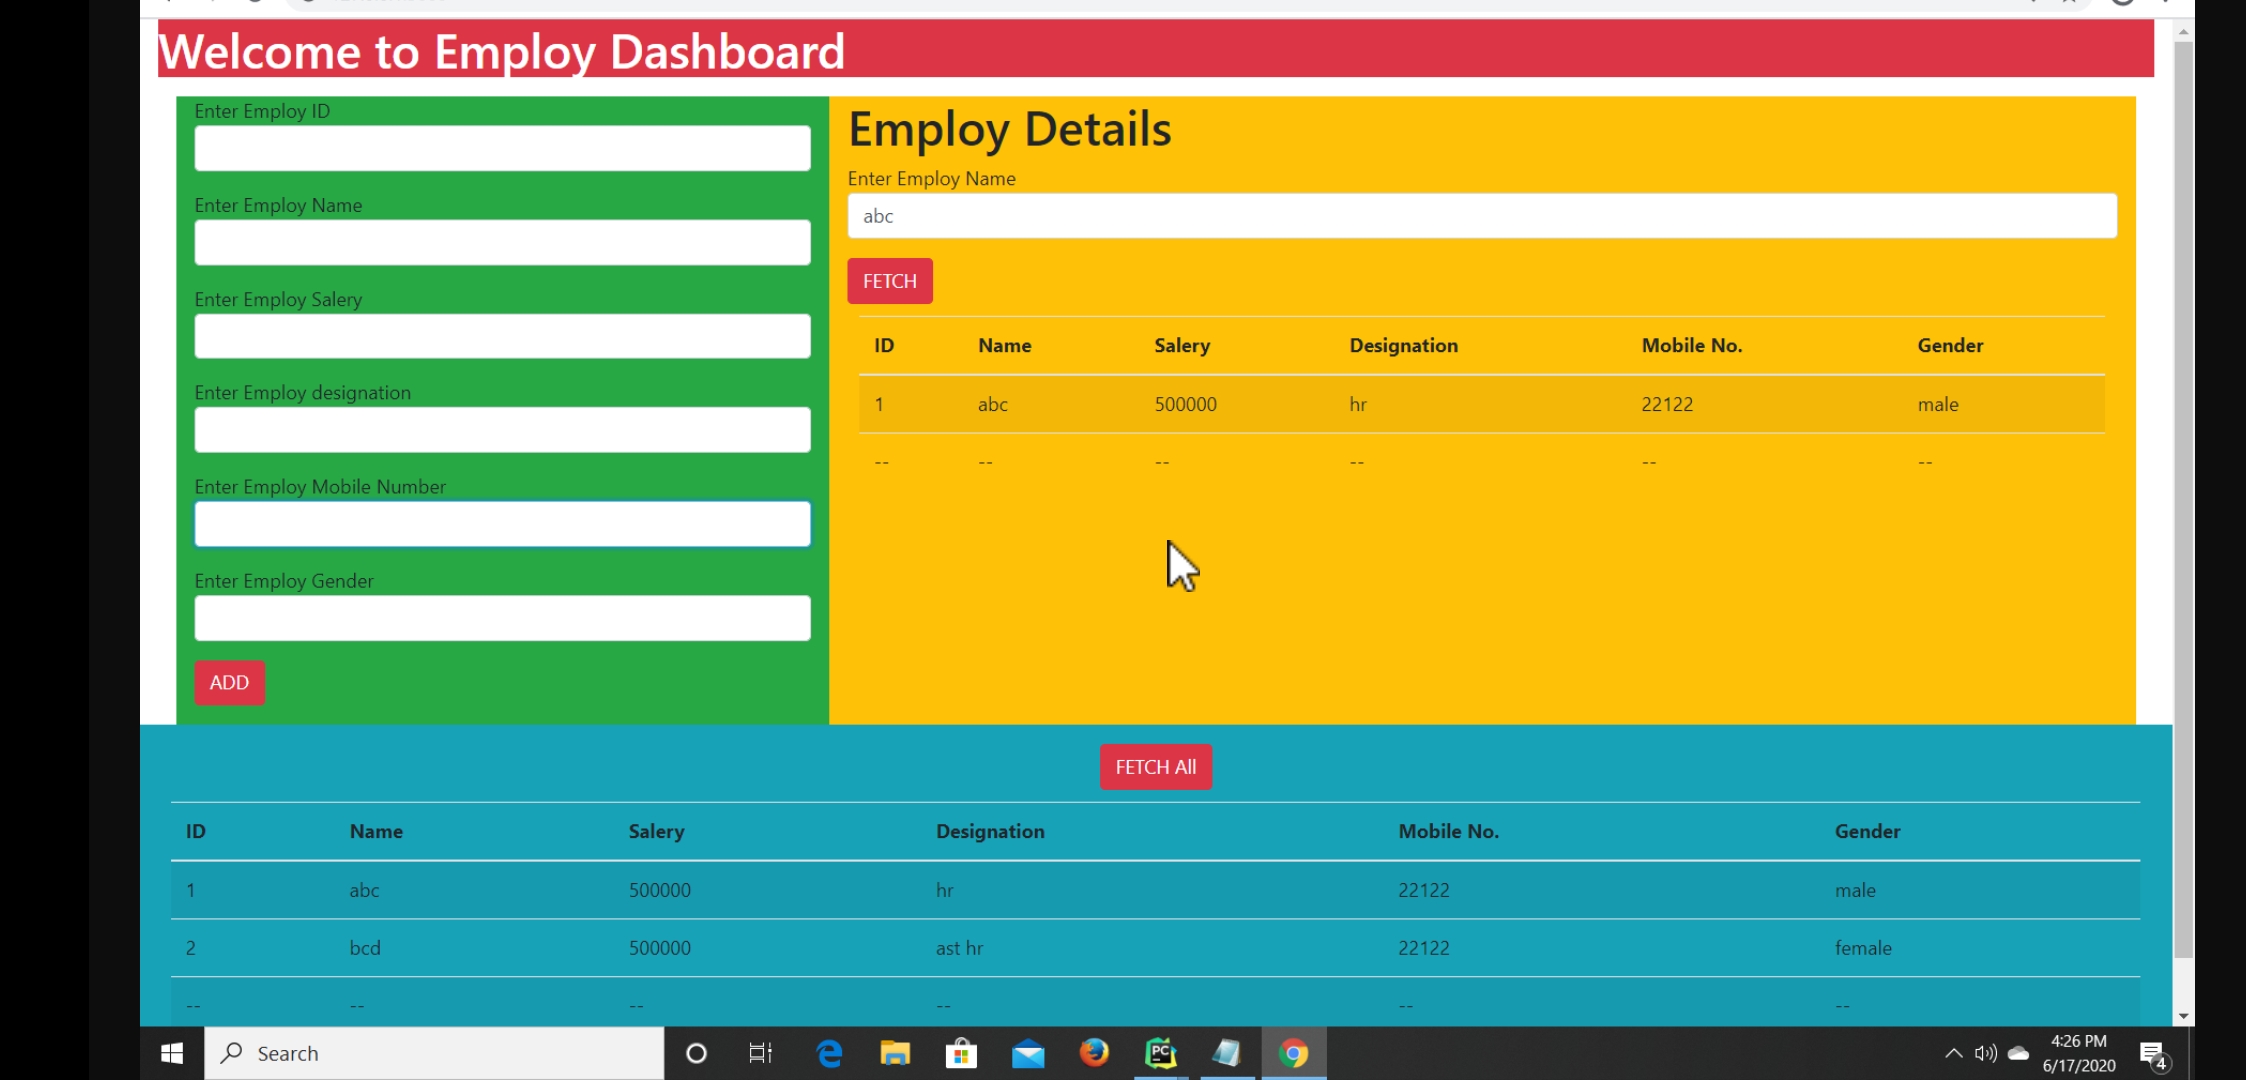 Welcome to Employ Dashboard
Enter Employ ID
Enter Employ Name
Enter Employ Salery
Enter Employ designation
Enter Employ Mobile Number
Enter Employ Gender
ADD
Employ Details
Enter Employ Name
abc
FETCH
ID Name Salery Designation Mobile No. Gender
1 abc 500000 hr 22122 male
-- -- -- -- -- --
FETCH All
ID Name Salery Designation Mobile No. Gender
1 abc 500000 hr 22122 male
2 bcd 500000 ast hr 22122 female
-- -- -- -- -- --
Search
PC
4:26 PM
6/17/2020
4